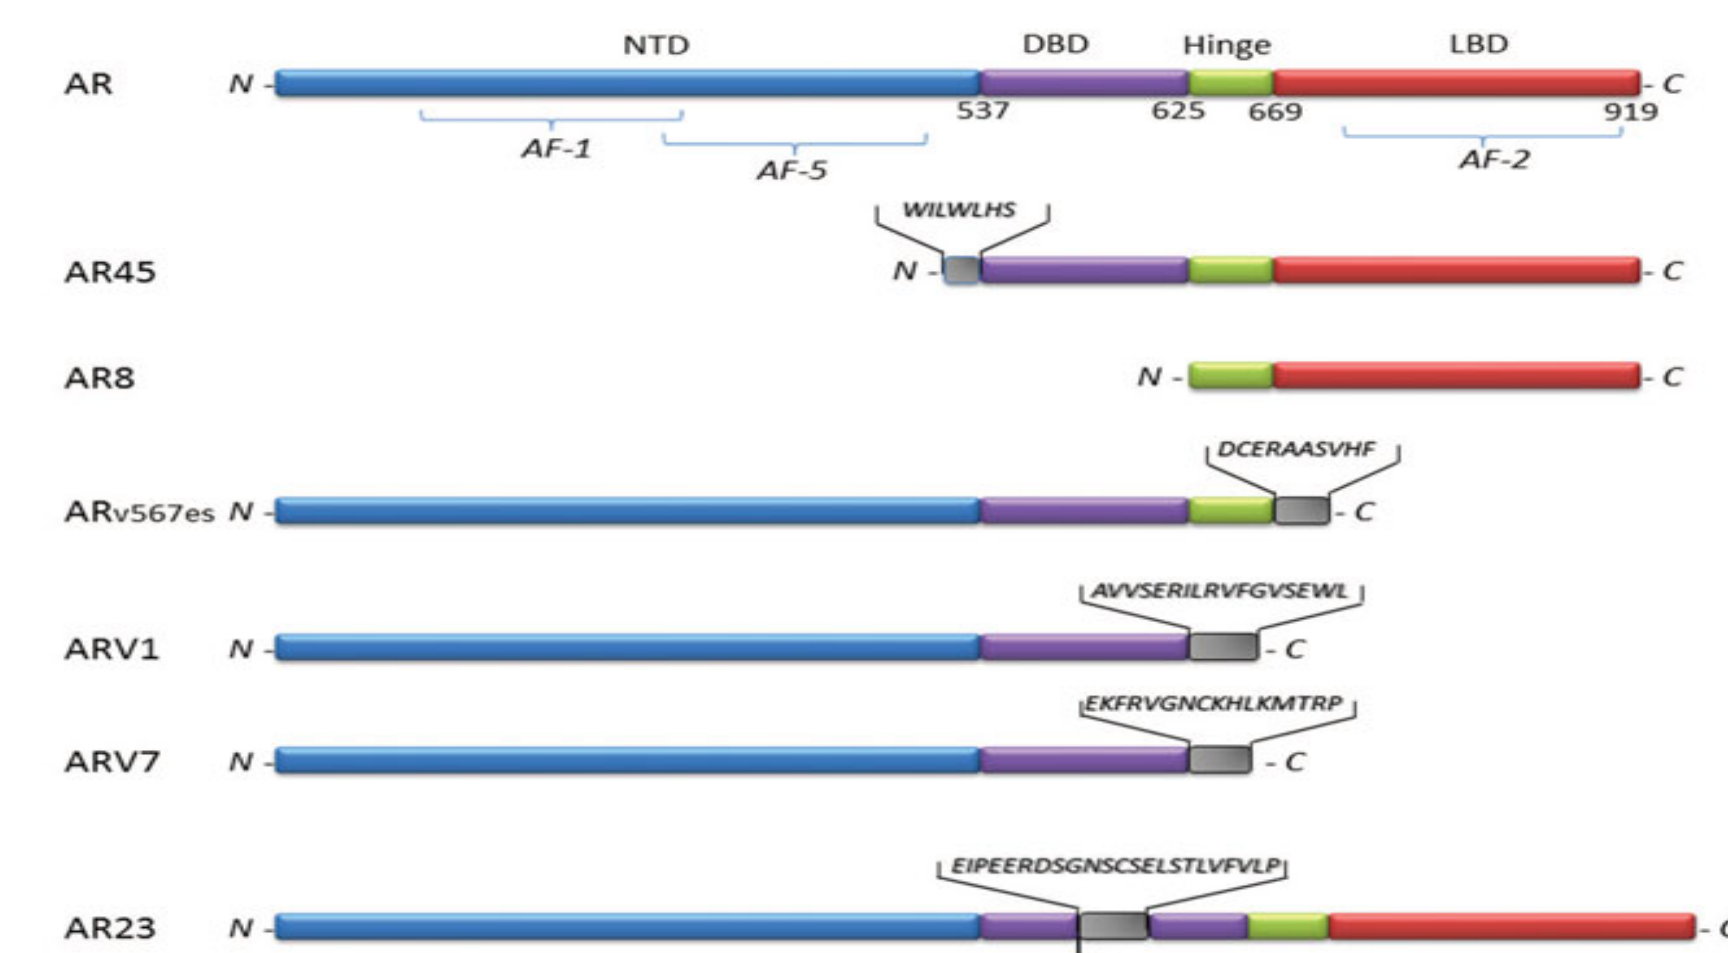 NTD DBD Hinge LBD
AR N - - C
537 625 669 919
AF-1 AF-5 AF-2
WILWLHS
AR45 N - - C
AR8 N - - C
DCERAASVHF
ARv567es N - - C
AVVSERILRVFGVSEWL
ARV1 N - - C
EKFRVGNCKHLKMTRP
ARV7 N - - C
EIPEERDSGNSCSELSTLVFVLP
AR23 N - - C